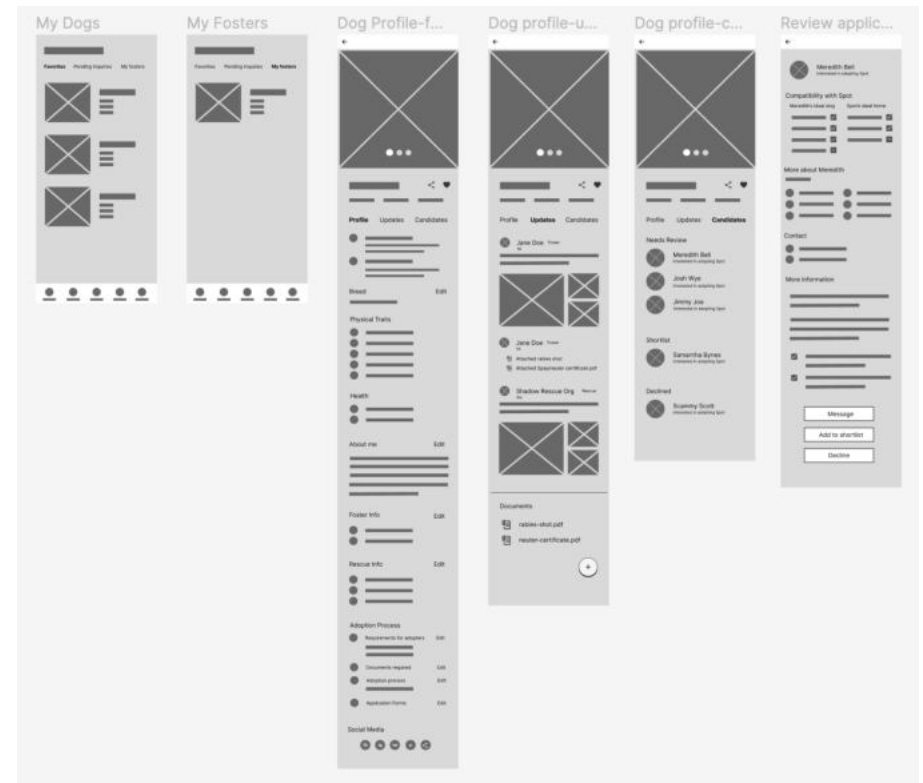 My Dogs
Favorites Pending Inquiries My fosters
My Fosters
Favorites Pending Inquiries My fosters
Dog Profile-f...
Profile Updates Candidates
Breed Edit
Physical Traits
Health
About me Edit
Foster Info Edit
Rescue Info Edit
Adoption Process
Requirements for adopters Edit
Documents required Edit
Adoption process Edit
Application Forms Edit
Social Media
Dog profile-u...
Profile Updates Candidates
Jane Doe Foster
Jane Doe Foster
Attached rabies shot
Attached Spay/neuter certificate.pdf
Shadow Rescue Org Rescue
Documents
rabies-shot.pdf
neuter-certificate.pdf
Dog profile-c...
Profile Updates Candidates
Needs Review
Meredith Bell
Interested in adopting Spot
Josh Wye
Interested in adopting Spot
Jimmy Joe
Interested in adopting Spot
Shortlist
Samantha Bynes
Interested in adopting Spot
Declined
Scammy Scott
Interested in adopting Spot
Review applic...
Meredith Bell
Interested in adopting Spot
Compatibility with Spot
Meredith's ideal dog Spot's ideal home
More about Meredith
Contact
More Information
Message
Add to shortlist
Decline